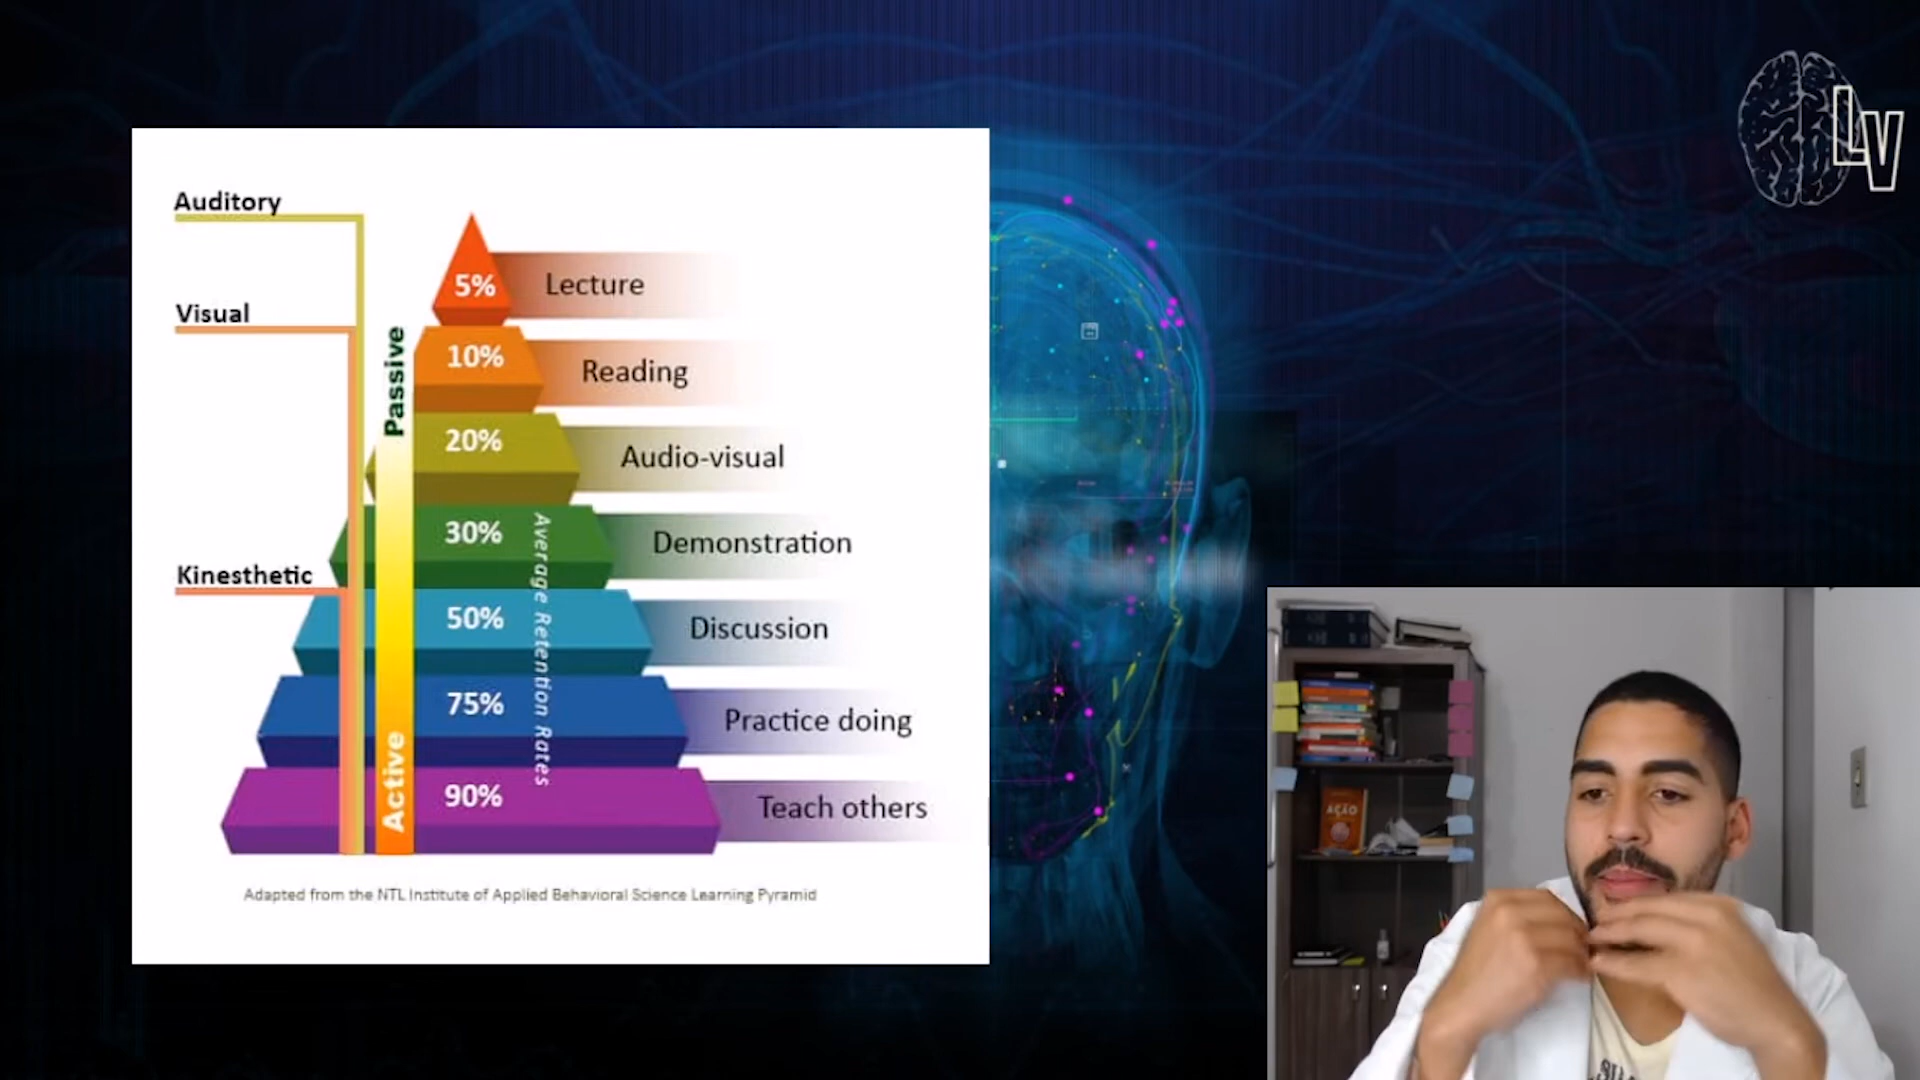 LV
Auditory
Visual
Kinesthetic
Passive
Active
5%
Lecture
10%
Reading
20%
Audio-visual
30%
Demonstration
50%
Discussion
75%
Practice doing
90%
Teach others
Average Retention Rates
Adapted from the NTL Institute of Applied Behavioral Science Learning Pyramid
AÇÃO